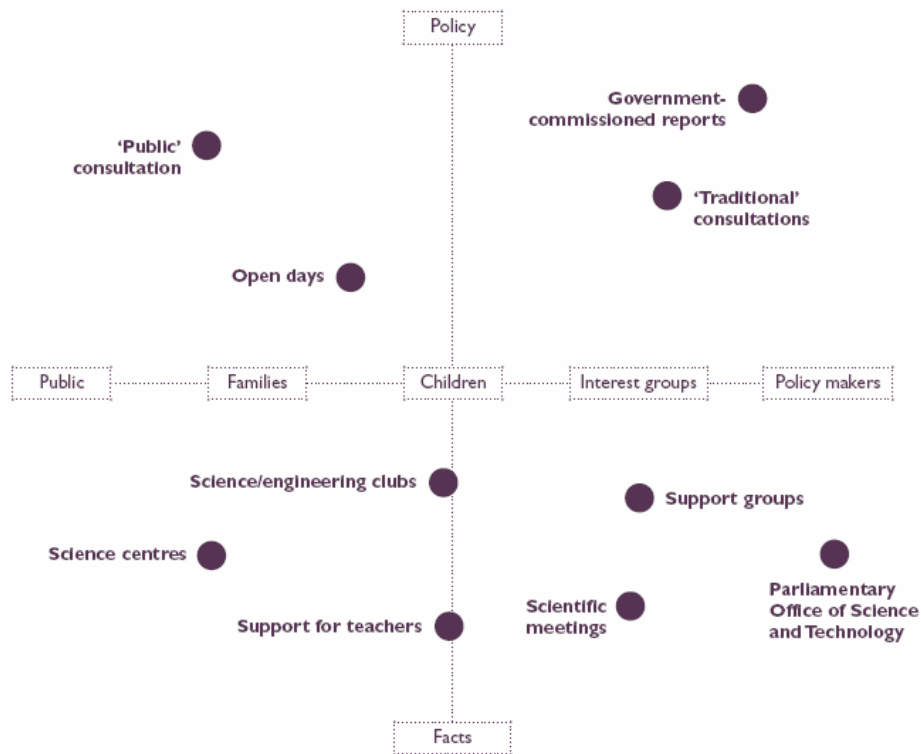 Policy
Government-
commissioned reports
‘Public’
consultation
‘Traditional’
consultations
Open days
Public
Families
Children
Interest groups
Policy makers
Science/engineering clubs
Support groups
Science centres
Parliamentary
Office of Science
and Technology
Scientific
meetings
Support for teachers
Facts